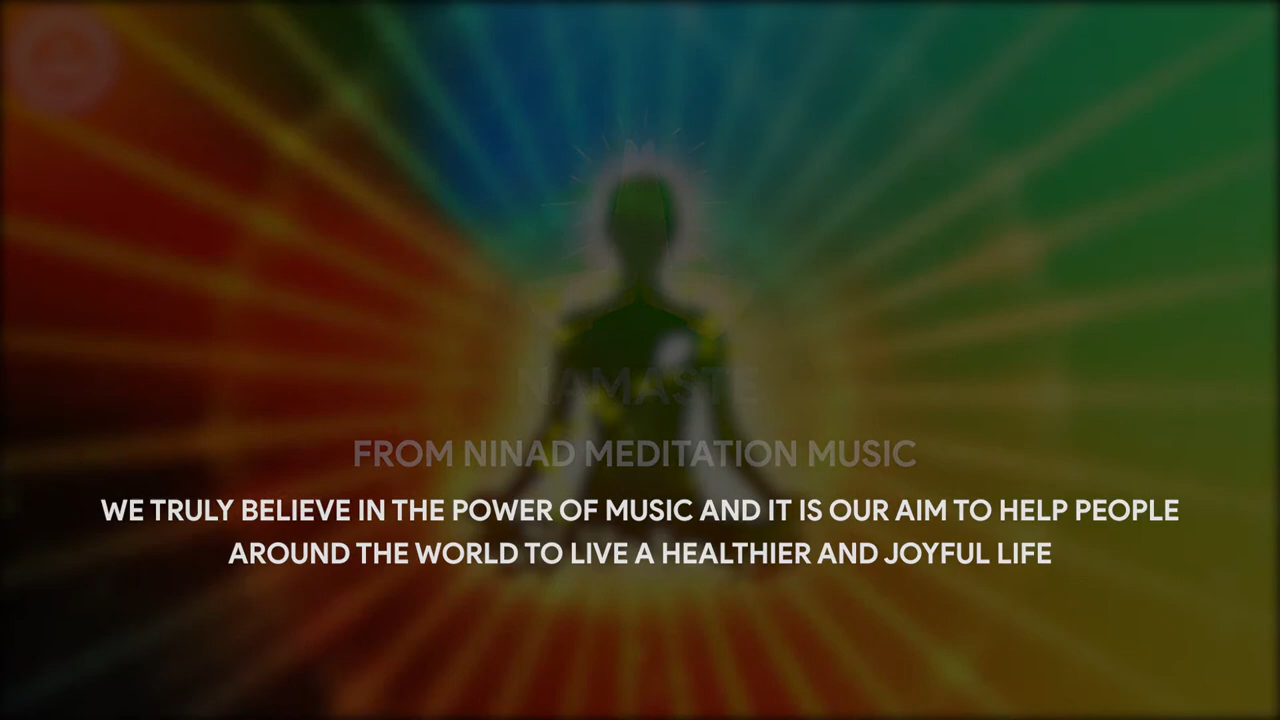 NAMASTE
FROM NINAD MEDITATION MUSIC
WE TRULY BELIEVE IN THE POWER OF MUSIC AND IT IS OUR AIM TO HELP PEOPLE
AROUND THE WORLD TO LIVE A HEALTHIER AND JOYFUL LIFE